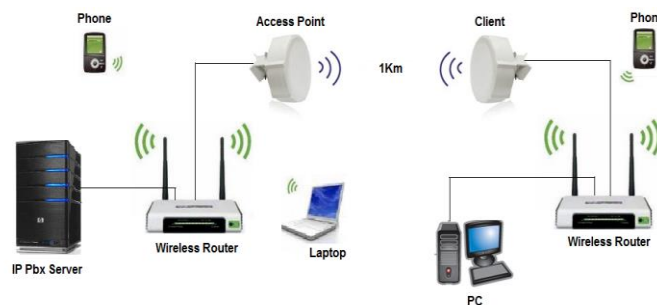 Phone
Access Point
Client
Phon
1Km
IP Pbx Server
Wireless Router
Laptop
Wireless Router
PC